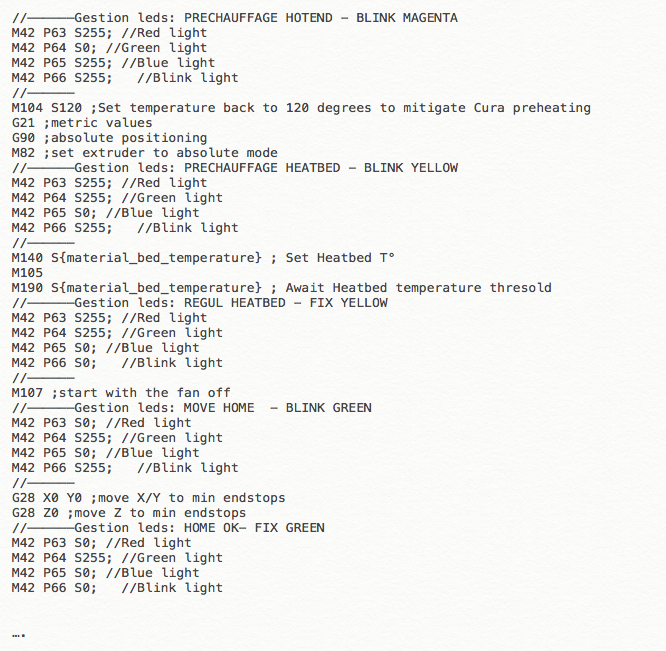 //——————Gestion leds: PRECHAUFFAGE HOTEND - BLINK MAGENTA
M42 P63 S255; //Red light
M42 P64 S0; //Green light
M42 P65 S255; //Blue light
M42 P66 S255;   //Blink light
//——————
M104 S120 ;Set temperature back to 120 degrees to mitigate Cura preheating
G21 ;metric values
G90 ;absolute positioning
M82 ;set extruder to absolute mode
//——————Gestion leds: PRECHAUFFAGE HEATBED - BLINK YELLOW
M42 P63 S255; //Red light
M42 P64 S255; //Green light
M42 P65 S0; //Blue light
M42 P66 S255;   //Blink light
//——————
M140 S{material_bed_temperature} ; Set Heatbed T°
M105
M190 S{material_bed_temperature} ; Await Heatbed temperature thresold
//——————Gestion leds: REGUL HEATBED - FIX YELLOW
M42 P63 S255; //Red light
M42 P64 S255; //Green light
M42 P65 S0; //Blue light
M42 P66 S0;   //Blink light
//——————
M107 ;start with the fan off
//——————Gestion leds: MOVE HOME  - BLINK GREEN
M42 P63 S0; //Red light
M42 P64 S255; //Green light
M42 P65 S0; //Blue light
M42 P66 S255;   //Blink light
//——————
G28 X0 Y0 ;move X/Y to min endstops
G28 Z0 ;move Z to min endstops
//——————Gestion leds: HOME OK- FIX GREEN
M42 P63 S0; //Red light
M42 P64 S255; //Green light
M42 P65 S0; //Blue light
M42 P66 S0;   //Blink light
….